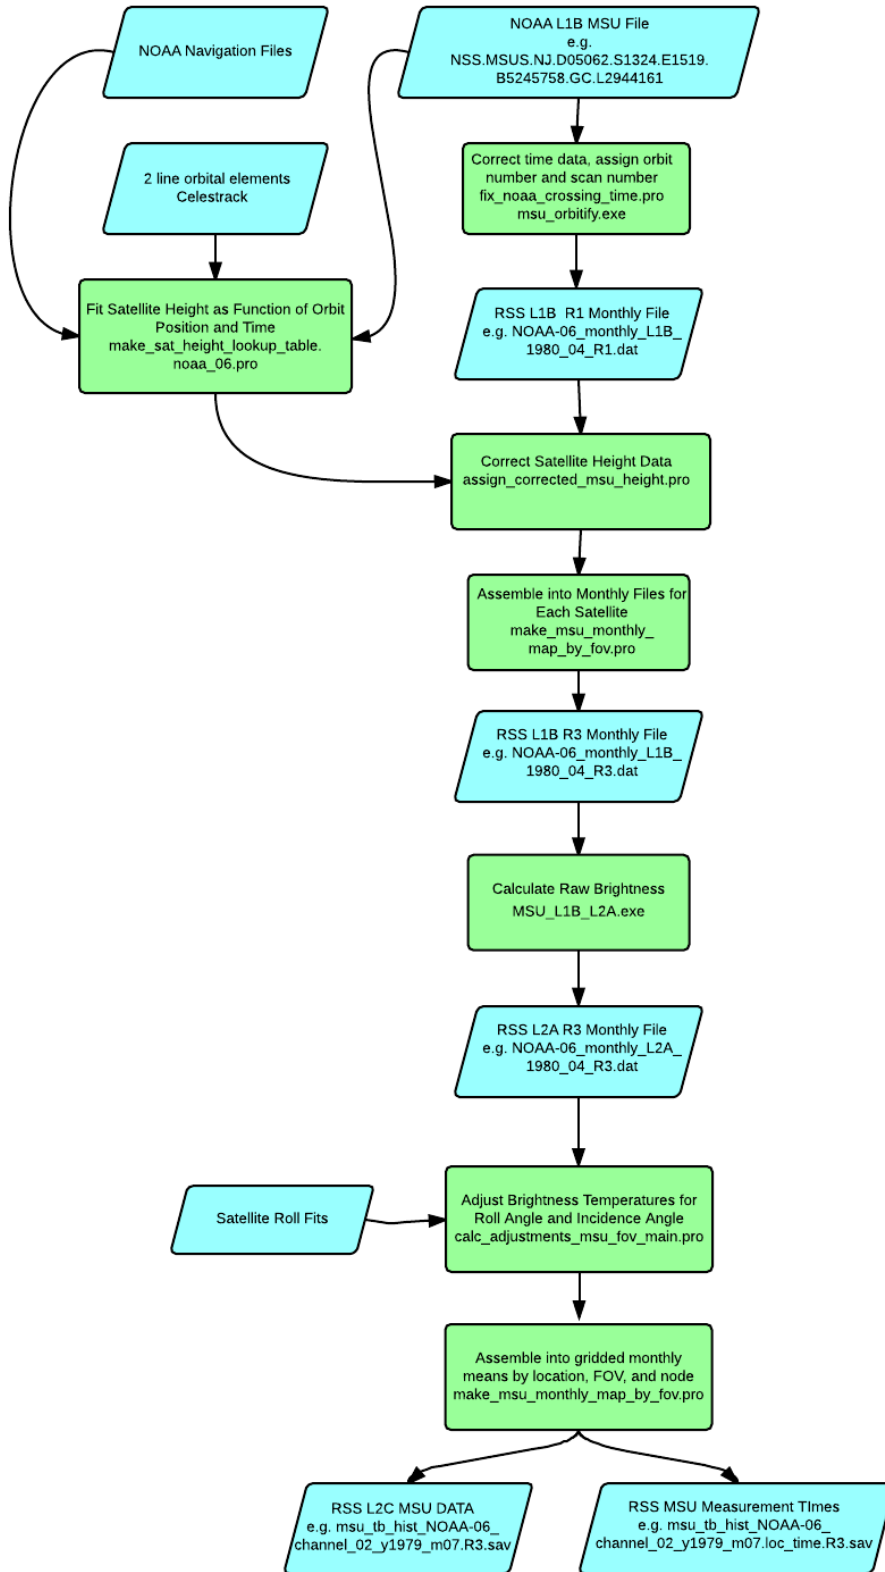 NOAA Navigation Files
NOAA L1B MSU File
e.g.
NSS.MSUS.NJ.D05062.S1324.E1519.
B5245758.GC.L2944161
2 line orbital elements
Celestrack
Correct time data, assign orbit
number and scan number
fix_noaa_crossing_time.pro
msu_orbitify.exe
Fit Satellite Height as Function of Orbit
Position and Time
make_sat_height_lookup_table.
noaa_06.pro
RSS L1B  R1 Monthly File
e.g. NOAA-06_monthly_L1B_
1980_04_R1.dat
Correct Satellite Height Data
assign_corrected_msu_height.pro
Assemble into Monthly Files for
Each Satellite
make_msu_monthly_
map_by_fov.pro
RSS L1B R3 Monthly File
e.g. NOAA-06_monthly_L1B_
1980_04_R3.dat
Calculate Raw Brightness
MSU_L1B_L2A.exe
RSS L2A R3 Monthly File
e.g. NOAA-06_monthly_L2A_
1980_04_R3.dat
Satellite Roll Fits
Adjust Brightness Temperatures for
Roll Angle and Incidence Angle
calc_adjustments_msu_fov_main.pro
Assemble into gridded monthly
means by location, FOV, and node
make_msu_monthly_map_by_fov.pro
RSS L2C MSU DATA
e.g. msu_tb_hist_NOAA-06_
channel_02_y1979_m07.R3.sav
RSS MSU Measurement TImes
e.g. msu_tb_hist_NOAA-06_
channel_02_y1979_m07.loc_time.R3.sav